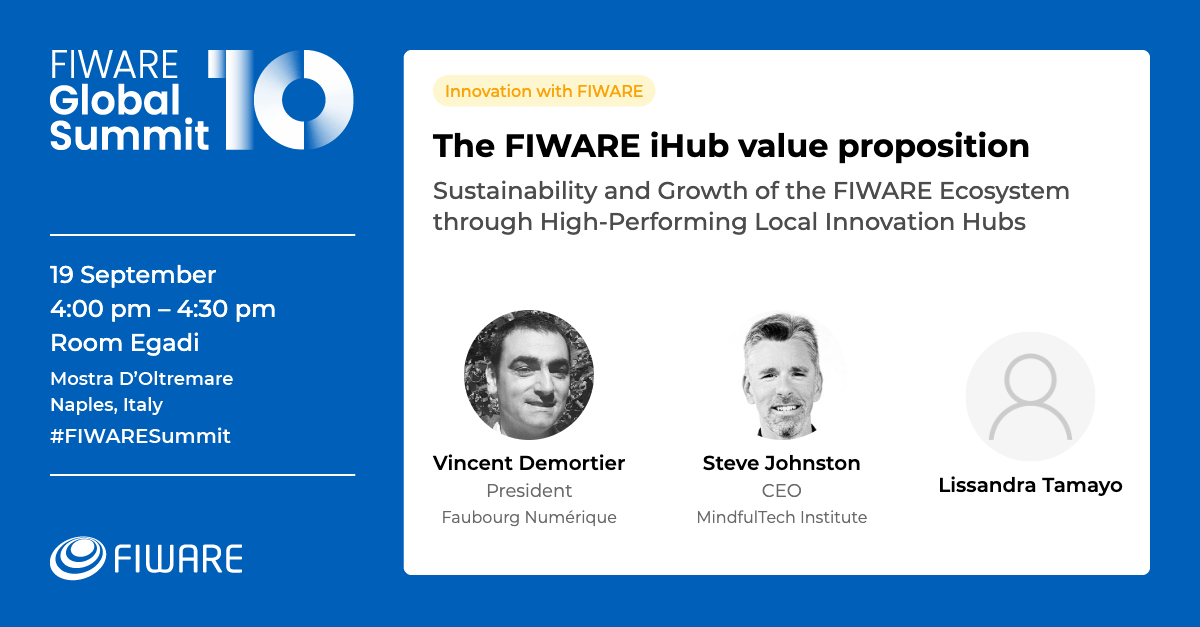 FIWARE
Global
Summit
10
19 September
4:00 pm – 4:30 pm
Room Egadi
Mostra D’Oltremare
Naples, Italy
#FIWARESummit
FIWARE
Innovation with FIWARE
The FIWARE iHub value proposition
Sustainability and Growth of the FIWARE Ecosystem
through High-Performing Local Innovation Hubs
Vincent Demortier
President
Faubourg Numérique
Steve Johnston
CEO
MindfulTech Institute
Lissandra Tamayo